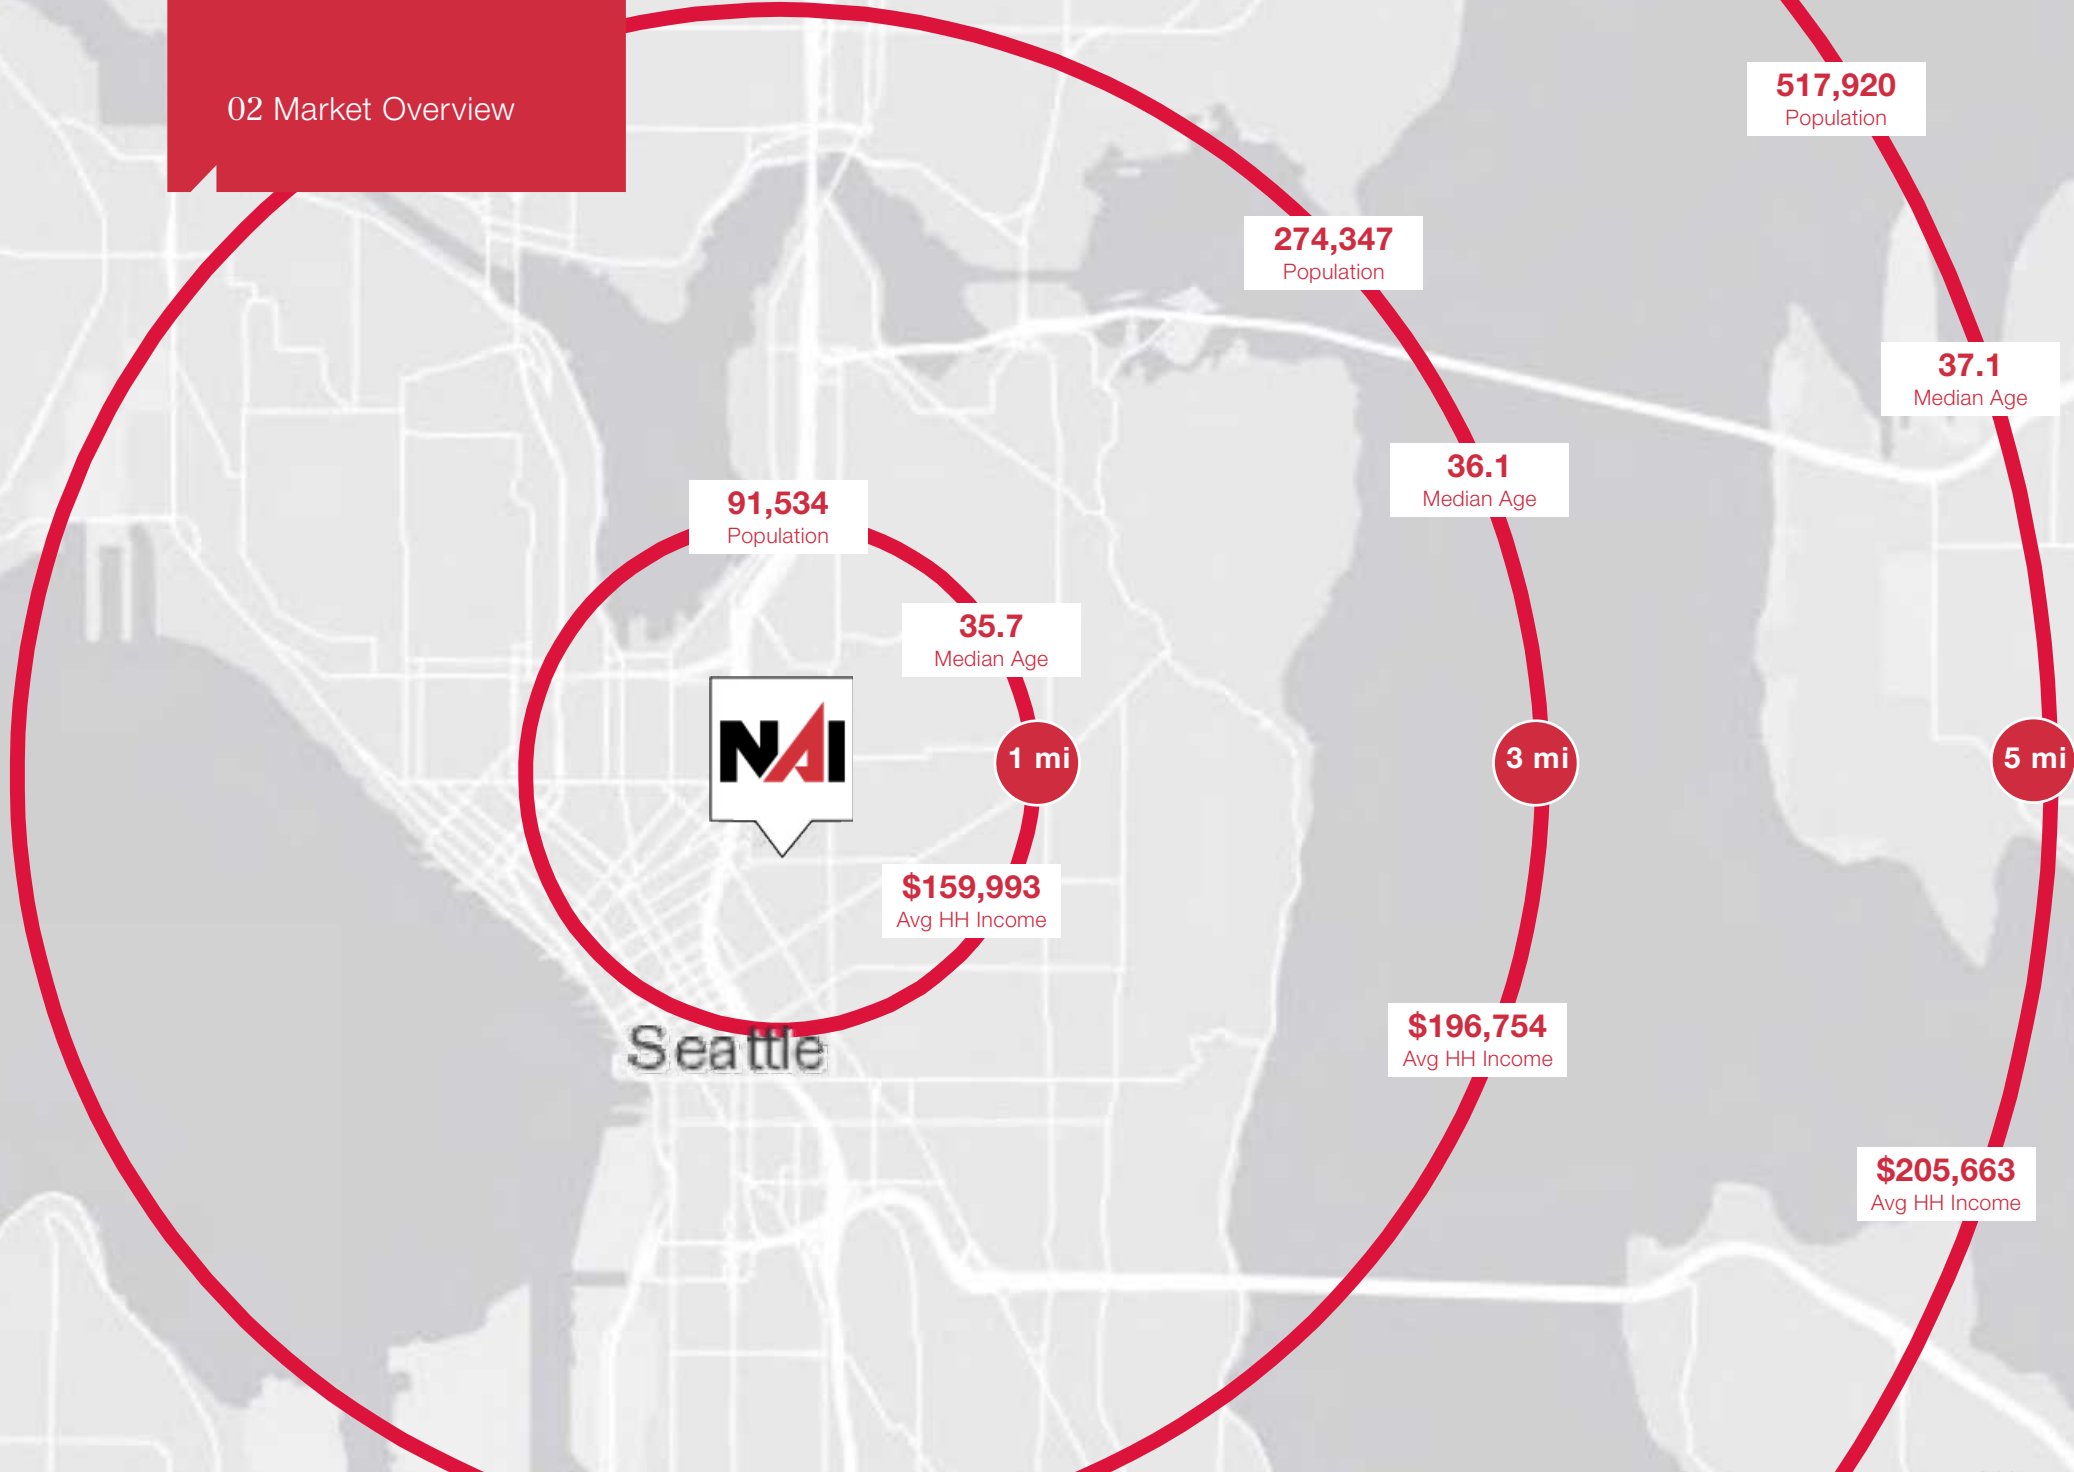 02 Market Overview
517,920
Population
274,347
Population
37.1
Median Age
36.1
Median Age
91,534
Population
35.7
Median Age
NAI
1 mi
3 mi
5 mi
$159,993
Avg HH Income
$196,754
Avg HH Income
Seattle
$205,663
Avg HH Income